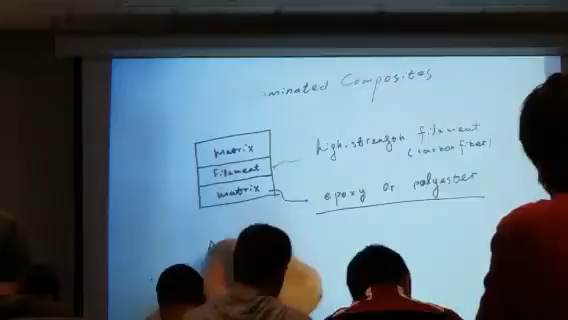 minated Composites
matrix
filament
matrix
high-strength filament
(carbon fiber)
epoxy or polyester